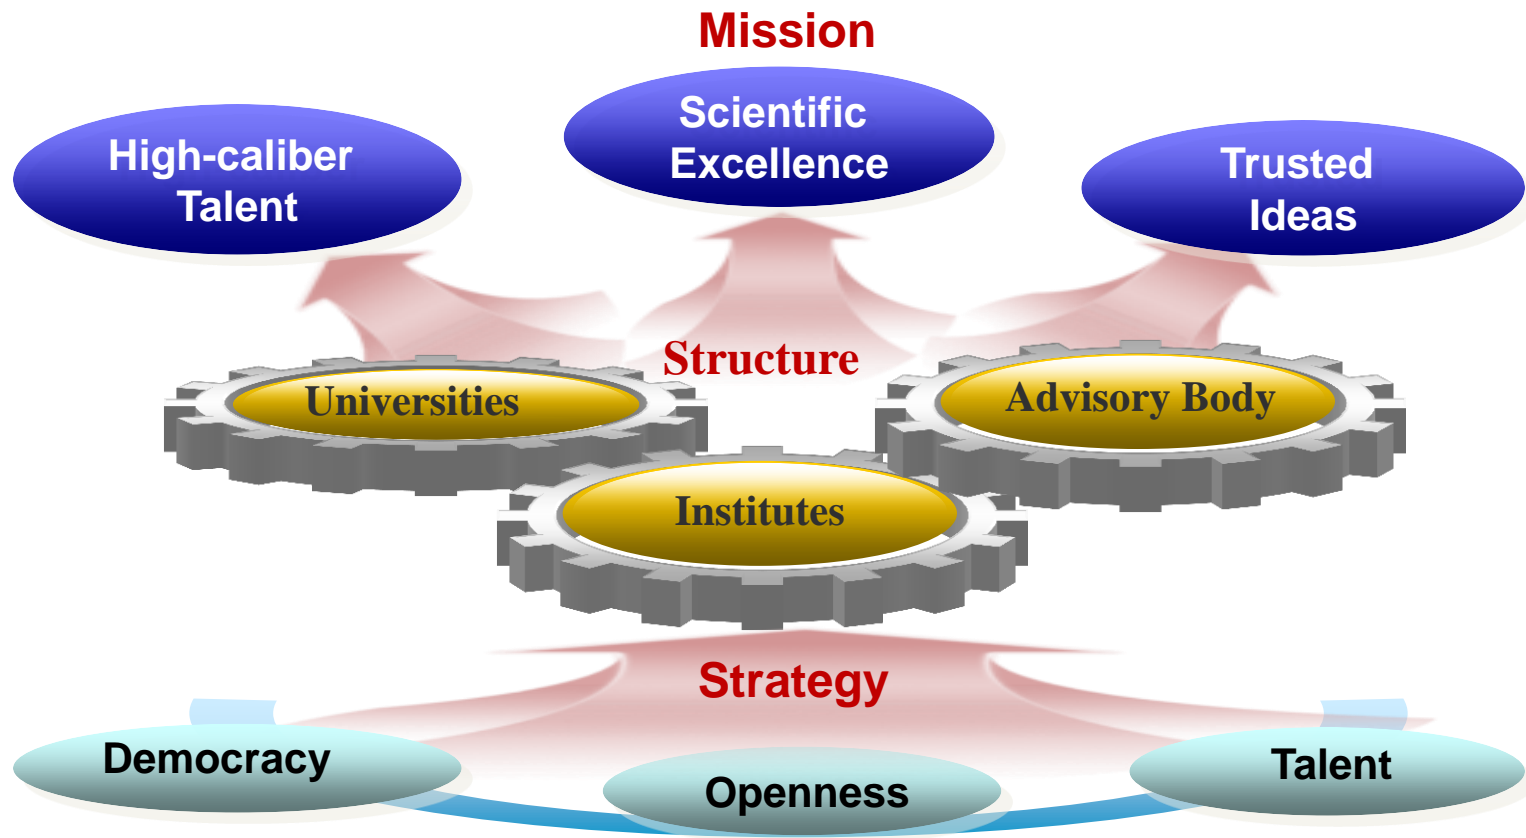 Mission
High-caliber
Talent
Scientific
Excellence
Trusted
Ideas
Structure
Universities
Advisory Body
Institutes
Strategy
Democracy
Openness
Talent